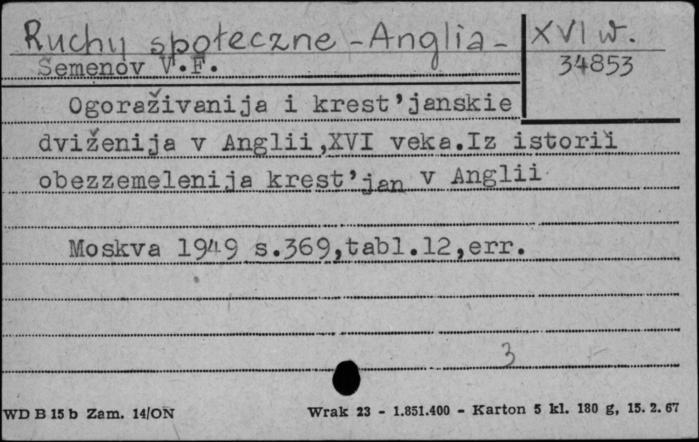 Ruchy społeczne - Anglia - XVI w.
Semenov V.F.
34853
Ogoraživanija i krest'janskie
dviženija v Anglii,XVI veka.Iz istorii
obezzemelenija krest'jan v Anglii
Moskva 1949 s.369,tabl.12,err.
3
WD B 15 b Zam. 14/ON
Wrak 23 - 1.851.400 - Karton 5 kl. 180 g, 15. 2. 67